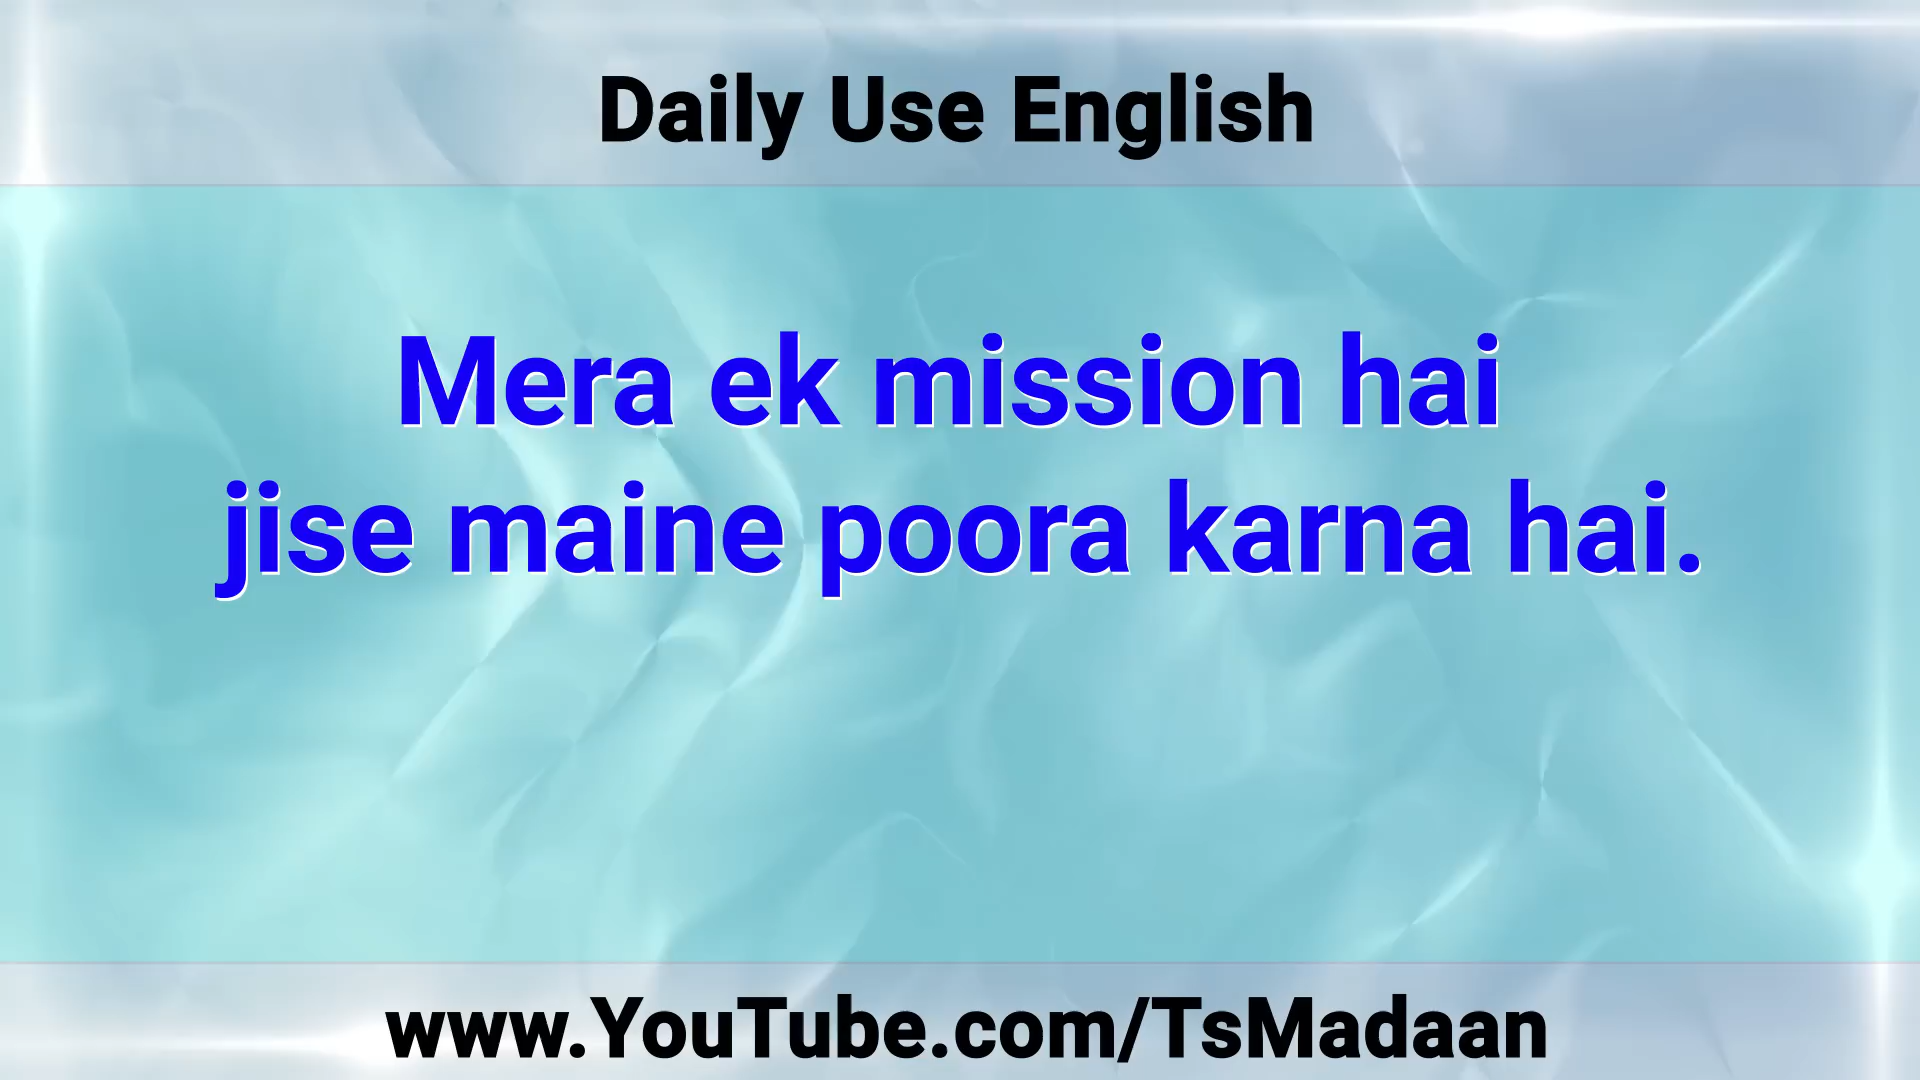 Daily Use English
Mera ek mission hai
jise maine poora karna hai.
www.YouTube.com/TsMadaan